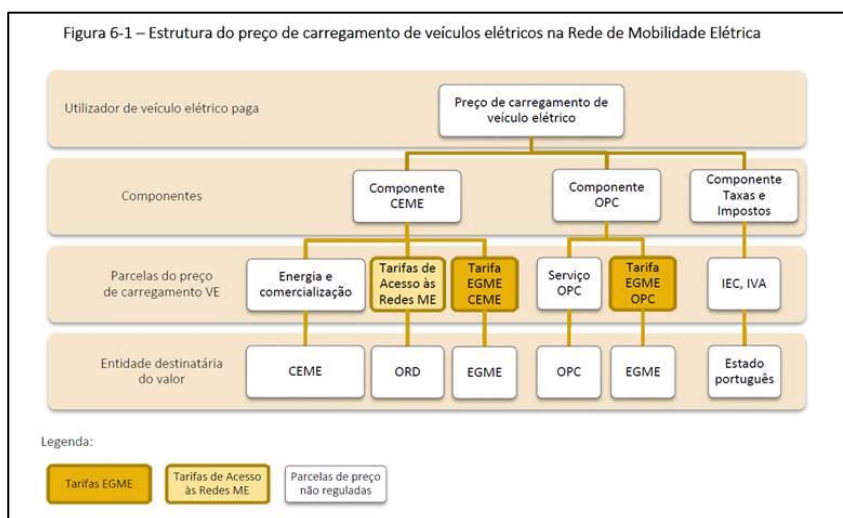 Figura 6-1 – Estrutura do preço de carregamento de veículos elétricos na Rede de Mobilidade Elétrica
Utilizador de veículo elétrico paga
Preço de carregamento de
veículo elétrico
Componentes
Componente
CEME
Componente
OPC
Componente
Taxas e
Impostos
Parcelas do preço
de carregamento VE
Energia e
comercialização
Tarifas de
Acesso às
Redes ME
Tarifa
EGME
CEME
Serviço
OPC
Tarifa
EGME
OPC
IEC, IVA
Entidade destinatária
do valor
CEME
ORD
EGME
OPC
EGME
Estado
português
Legenda:
Tarifas EGME
Tarifas de Acesso
às Redes ME
Parcelas de preço
não reguladas